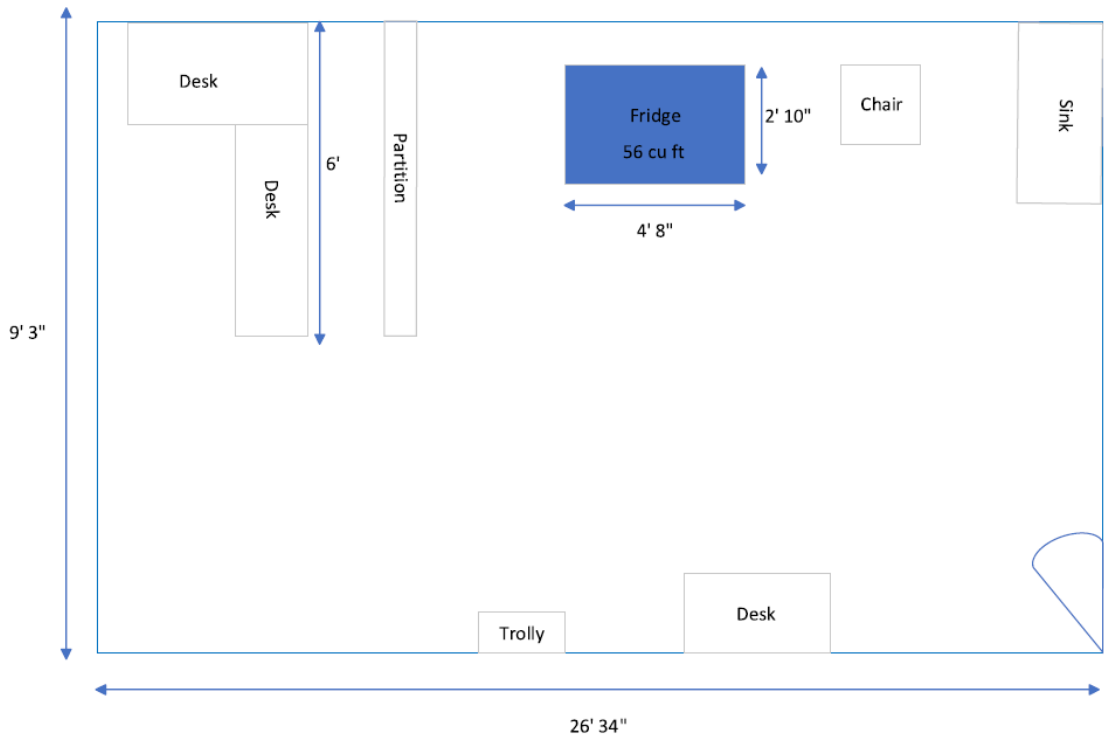 Desk
Desk
6'
Partition
Fridge
56 cu ft
2' 10"
4' 8"
Chair
Sink
9' 3"
Trolly
Desk
26' 34"